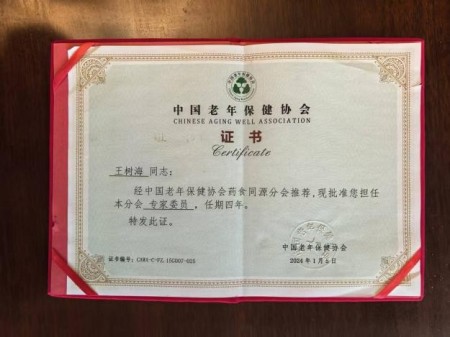 中国老年保健协会
CHINESE AGING WELL ASSOCIATION
证书
Certificate
王树海 同志:
经中国老年保健协会药食同源分会推荐,现批准您担任
本分会 专家委员 ,任期四年。
特发此证。
中国老年保健协会
2024年1月6日